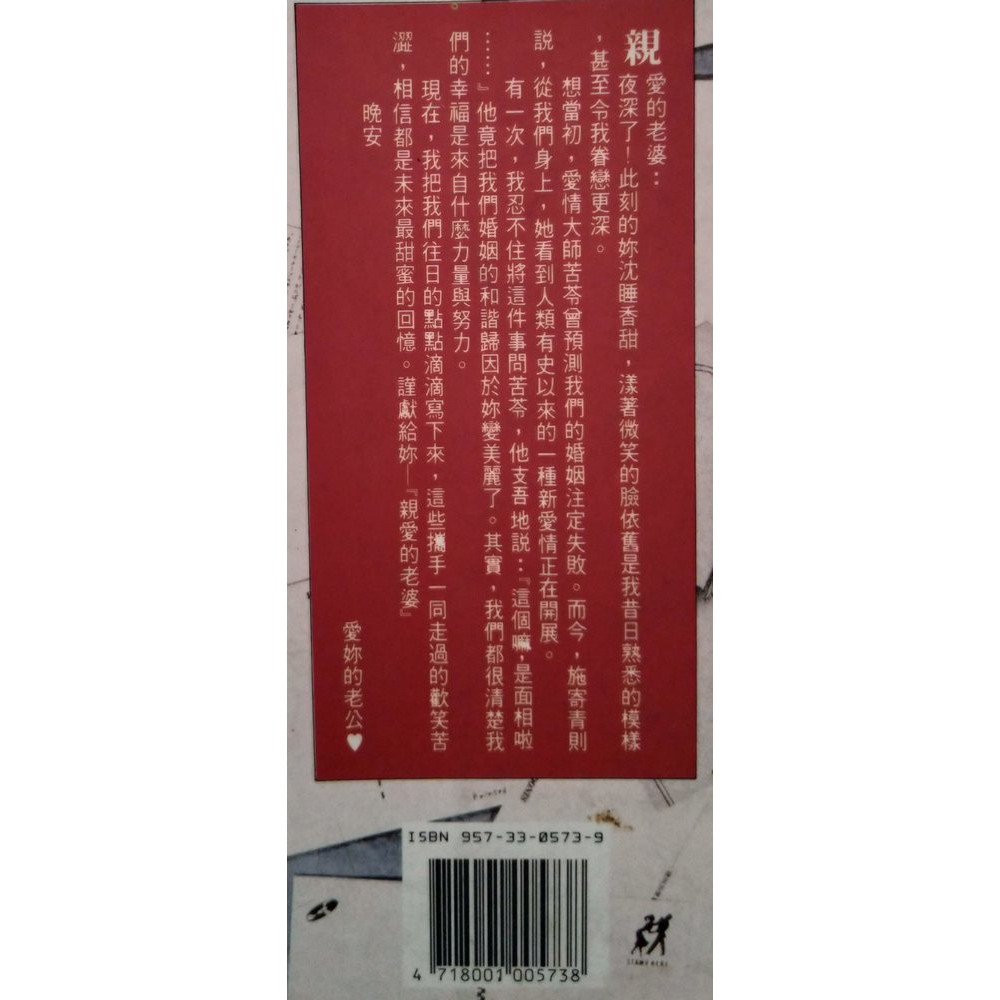 親愛的老婆：
夜深了！此刻的妳沈睡香甜，漾著微笑的臉依舊是我昔日熟悉的模樣
，甚至令我眷戀更深。
想當初，愛情大師苦苓曾預測我們的婚姻注定失敗。而今，施寄青則
說，從我們身上，她看到人類有史以來的一種新愛情正在開展。
有一次，我忍不住將這件事問苦苓，他支吾地說：『這個嘛，是面相啦
……』他竟把我們婚姻的和諧歸因於妳變美麗了。其實，我們都很清楚我
們的幸福是來自什麼力量與努力。
現在，我把我們往日的點點滴滴寫下來，這些攜手一同走過的歡笑苦
澀，相信都是未來最甜蜜的回憶。謹獻給妳—『親愛的老婆』
晚安
愛妳的老公♥
ISBN 957-33-0573-9
4 718001 005738